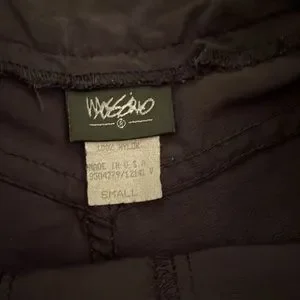 mossimo
S
100% NYLON
MADE IN U.S.A
SMALL